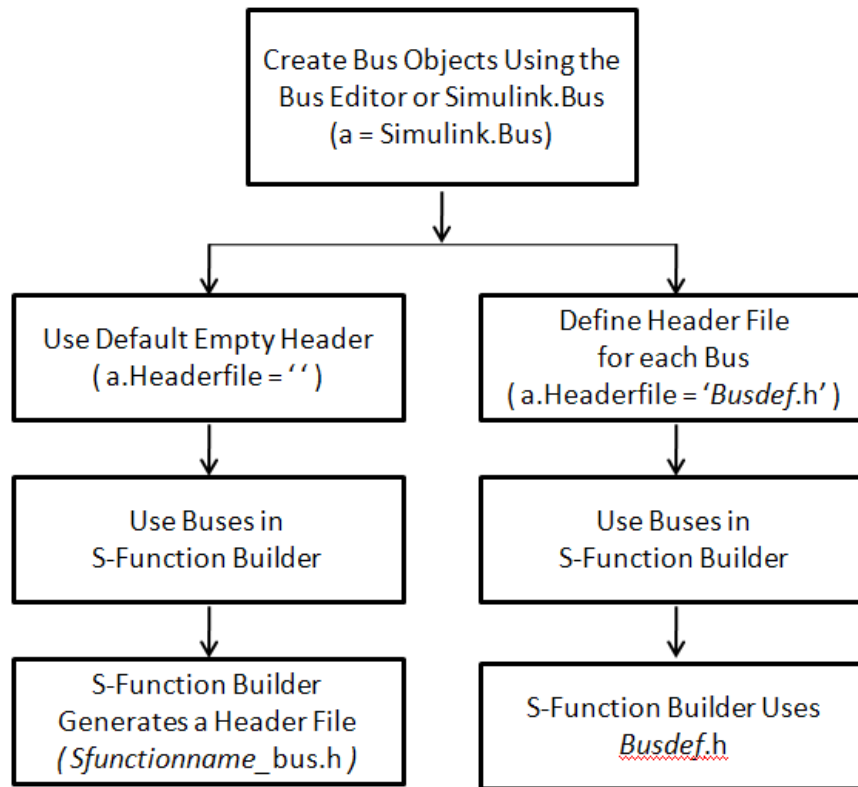 Create Bus Objects Using the
Bus Editor or Simulink.Bus
(a = Simulink.Bus)
Use Default Empty Header
( a.Headerfile = ‘ ‘ )
Define Header File
for each Bus
( a.Headerfile = ‘Busdef.h’ )
Use Buses in
S-Function Builder
Use Buses in
S-Function Builder
S-Function Builder
Generates a Header File
( Sfunctionname_bus.h )
S-Function Builder Uses
Busdef.h